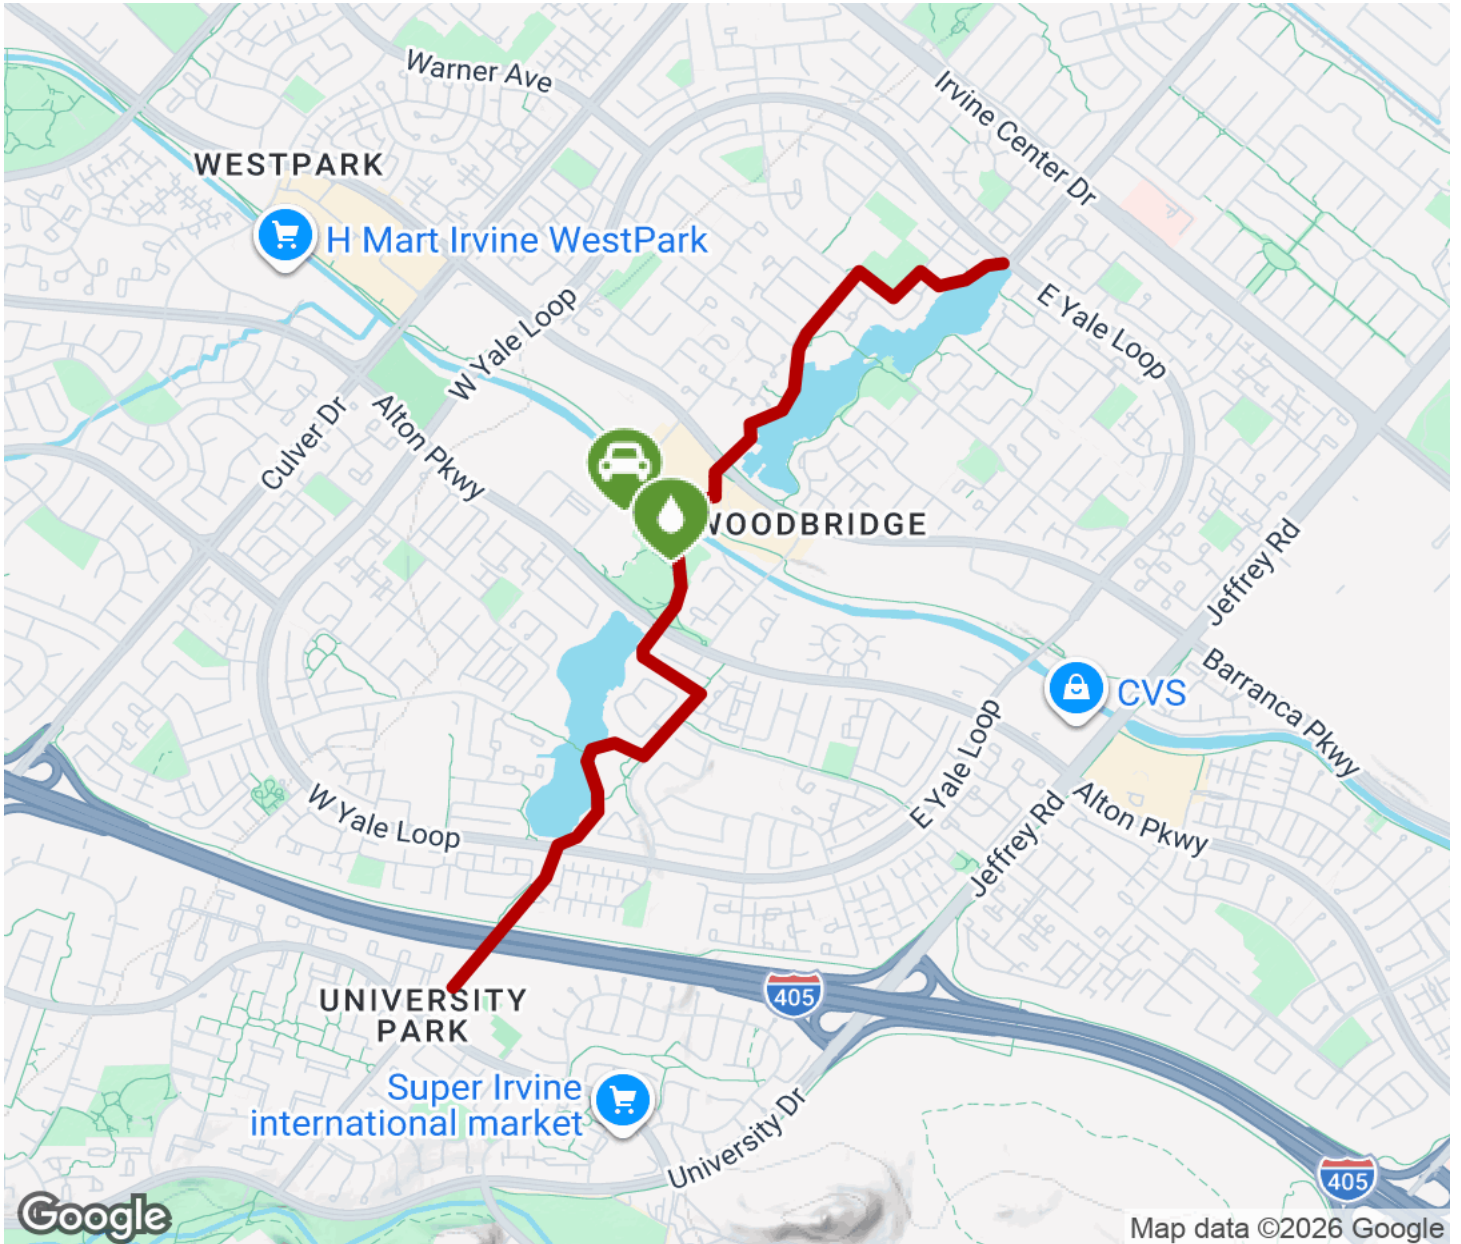 Warner Ave
Irvine Center Dr
WESTPARK
H Mart Irvine WestPark
E Yale Loop
W Yale Loop
Culver Dr
Alton Pkwy
WOODBRIDGE
Jeffrey Rd
Barranca Pkwy
CVS
E Yale Loop
W Yale Loop
Jeffrey Rd
Alton Pkwy
405
UNIVERSITY
PARK
Super Irvine
international market
University Dr
405
Google
Map data ©2026 Google